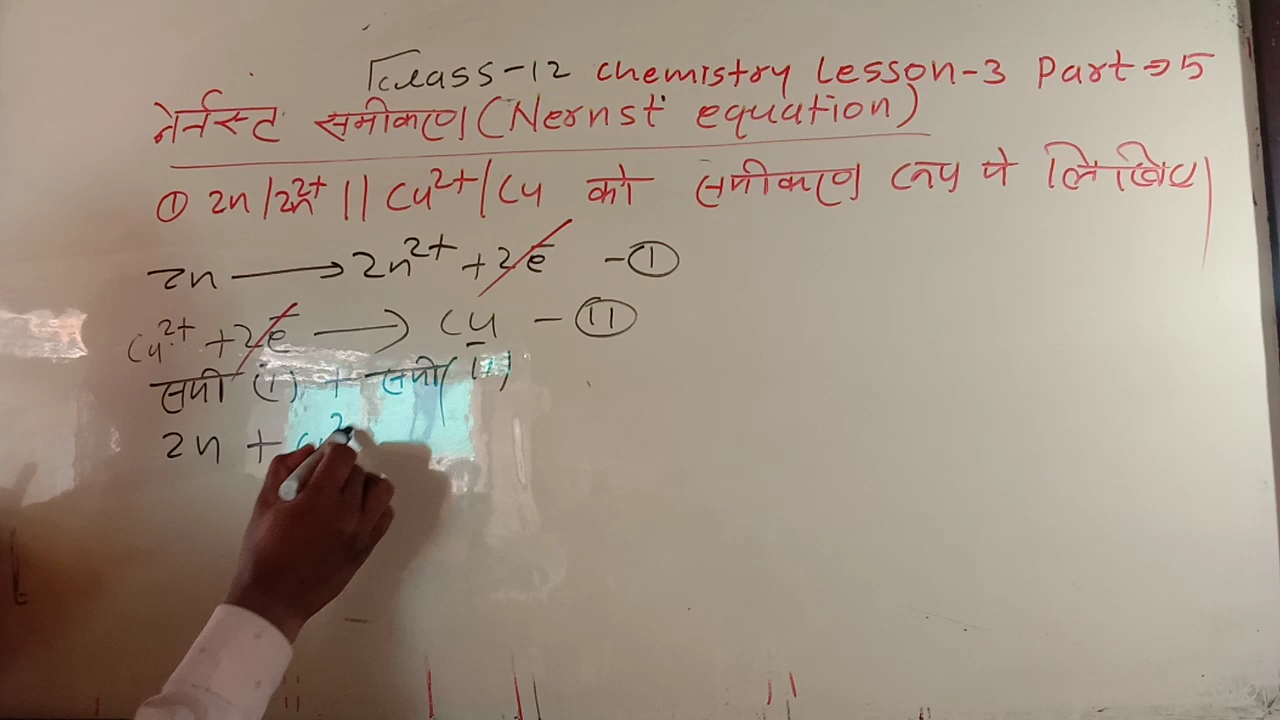 Class-12 Chemistry Lesson-3 Part→5
नेर्नस्ट समीकरण (Nernst equation)
① Zn/Zn²⁺ || Cu²⁺/Cu को समीकरण रूप में लिखिए।
Zn ⟶ Zn²⁺ + 2e⁻ -①
Cu²⁺ + 2e⁻ ⟶ Cu - ⑪
समी (i) + समी (ii)
Zn + Cu²